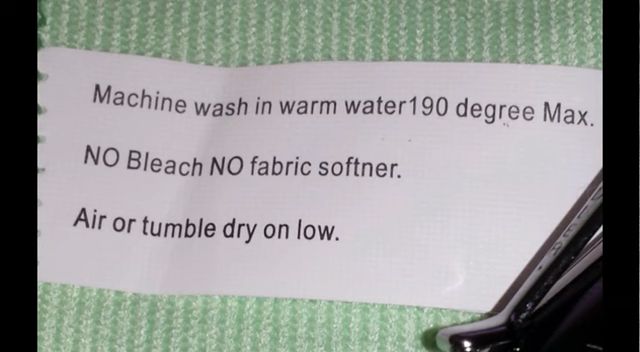 Machine wash in warm water190 degree Max.
NO Bleach NO fabric softner.
Air or tumble dry on low.